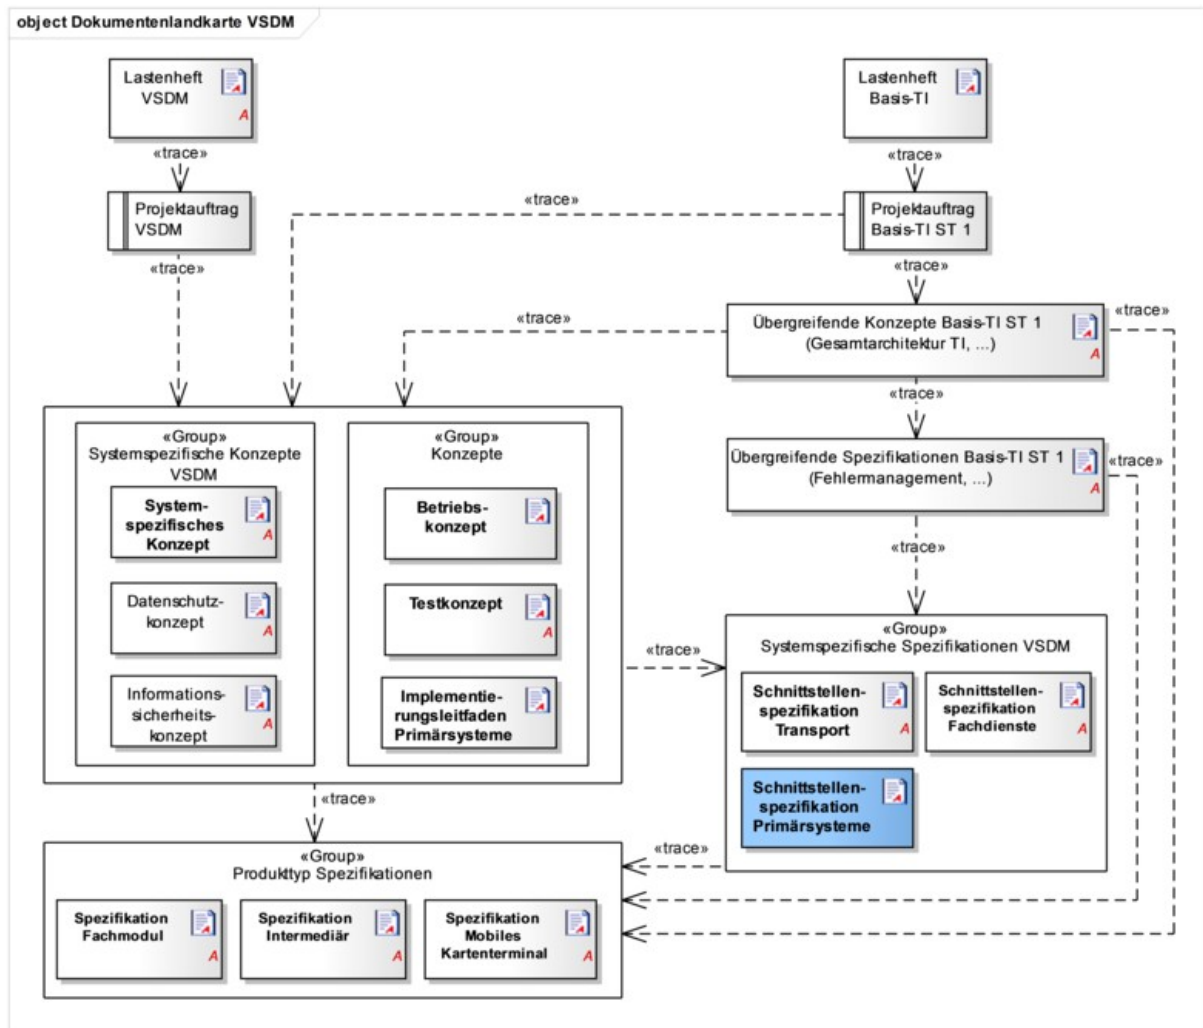 object Dokumentenlandkarte VSDM
Lastenheft
VSDM
A
Lastenheft
Basis-TI
«trace»
«trace»
Projektauftrag
VSDM
«trace»
Projektauftrag
Basis-TI ST 1
«trace»
«trace»
Übergreifende Konzepte Basis-TI ST 1
(Gesamtarchitektur TI, ...)
A
«trace»
«trace»
«trace»
Übergreifende Spezifikationen Basis-TI ST 1
(Fehlermanagement, ...)
A
«trace»
«trace»
«Group»
Systemspezifische Konzepte
VSDM
System-
spezifisches
Konzept
A
Datenschutz-
konzept
A
Informations-
sicherheits-
konzept
A
«Group»
Konzepte
Betriebs-
konzept
Testkonzept
A
Implementie-
rungsleitfaden
Primärsysteme
«trace»
«Group»
Systemspezifische Spezifikationen VSDM
Schnittstellen-
spezifikation
Transport
A
Schnittstellen-
spezifikation
Fachdienste
A
Schnittstellen-
spezifikation
Primärsysteme
«trace»
«trace»
«Group»
Produkttyp Spezifikationen
Spezifikation
Fachmodul
A
Spezifikation
Intermediär
A
Spezifikation
Mobiles
Kartenterminal
A